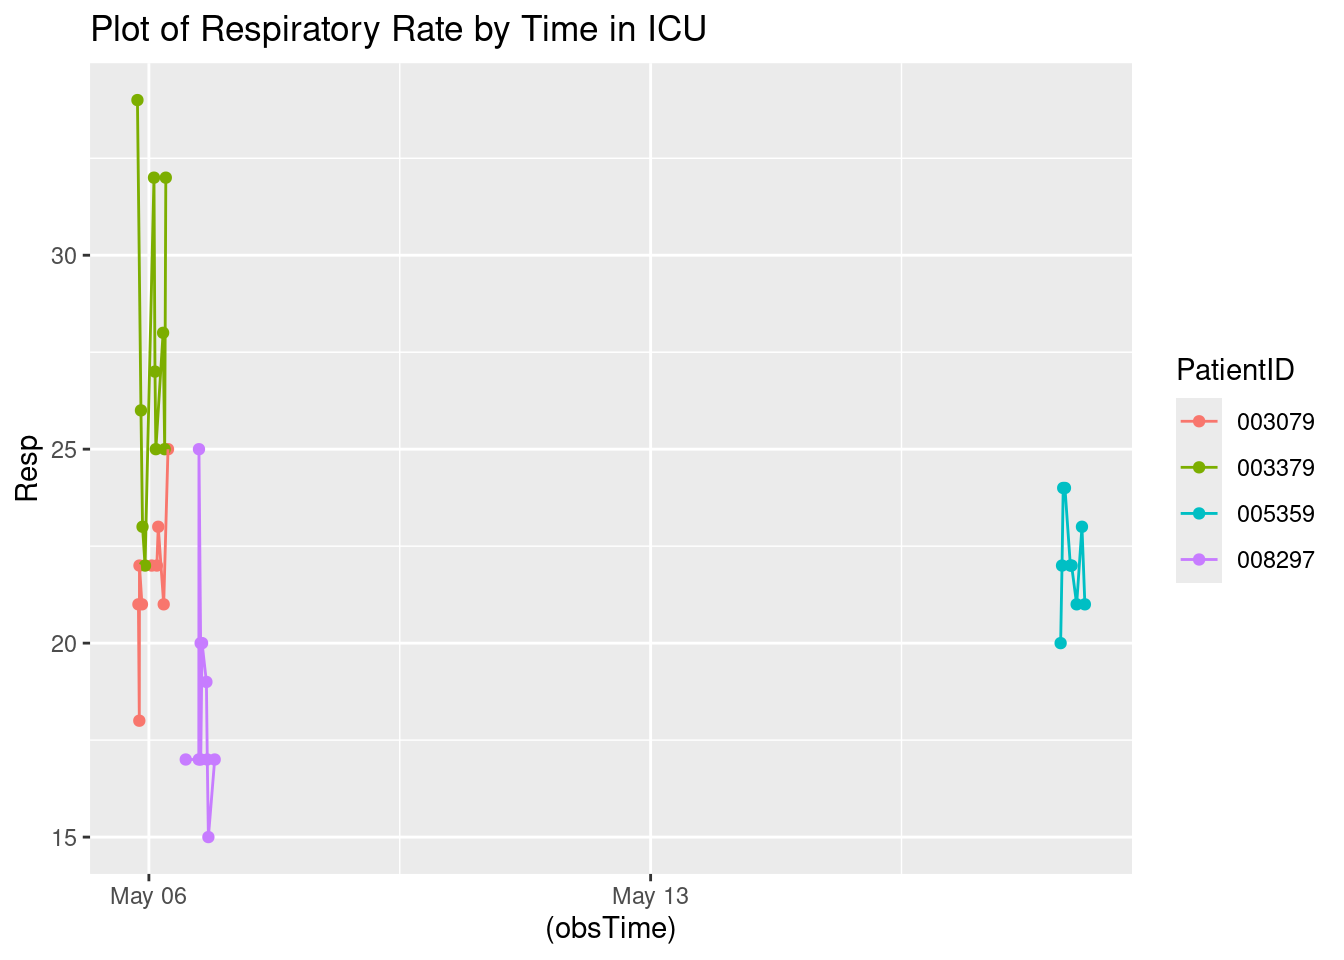 Plot of Respiratory Rate by Time in ICU
Resp
30
25
20
15
May 06
May 13
(obsTime)
PatientID
003079
003379
005359
008297